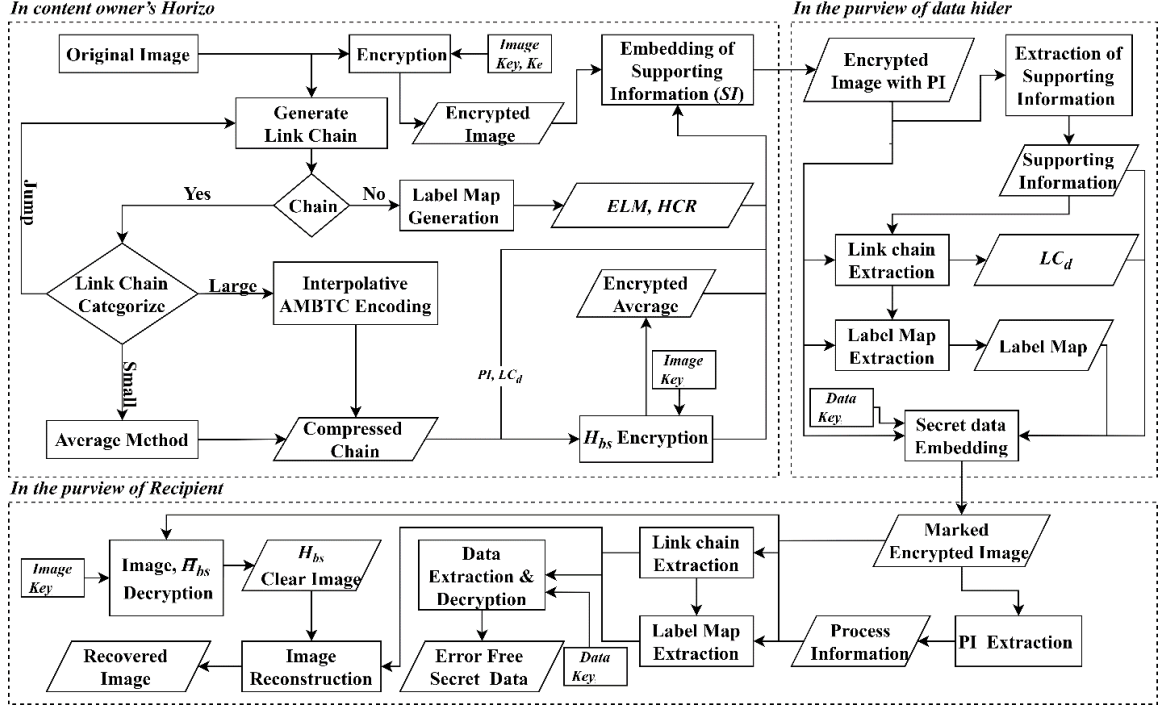 In content owner's Horizo
Original Image
Encryption
Image
Key, Ke
Embedding of
Supporting
Information (SI)
Generate
Link Chain
Encrypted
Image
Jump
Yes
Chain
No
Label Map
Generation
ELM, HCR
Link Chain
Categorize
Large
Interpolative
AMBTC Encoding
Encrypted
Average
Small
PI, LCd
Image
Key
Average Method
Compressed
Chain
Hbs Encryption
In the purview of data hider
Encrypted
Image with PI
Extraction of
Supporting
Information
Supporting
Information
Link chain
Extraction
LCd
Label Map
Extraction
Label Map
Data
Key
Secret data
Embedding
In the purview of Recipient
Image
Key
Image, H̅bs
Decryption
Hbs
Clear Image
Data
Extraction &
Decryption
Link chain
Extraction
Marked
Encrypted Image
Recovered
Image
Image
Reconstruction
Error Free
Secret Data
Data
Key
Label Map
Extraction
Process
Information
PI Extraction